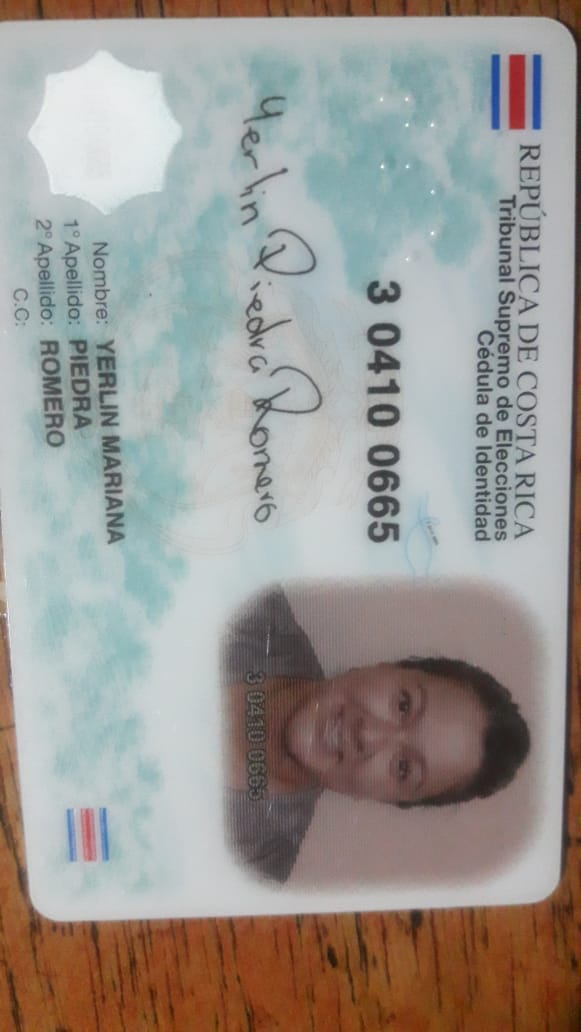 REPÚBLICA DE COSTA RICA
Tribunal Supremo de Elecciones
Cédula de Identidad
3 0410 0665
Yerlin Piedra Romero
3 0410 0665
Nombre: YERLIN MARIANA
1° Apellido: PIEDRA
2° Apellido: ROMERO
C.C: